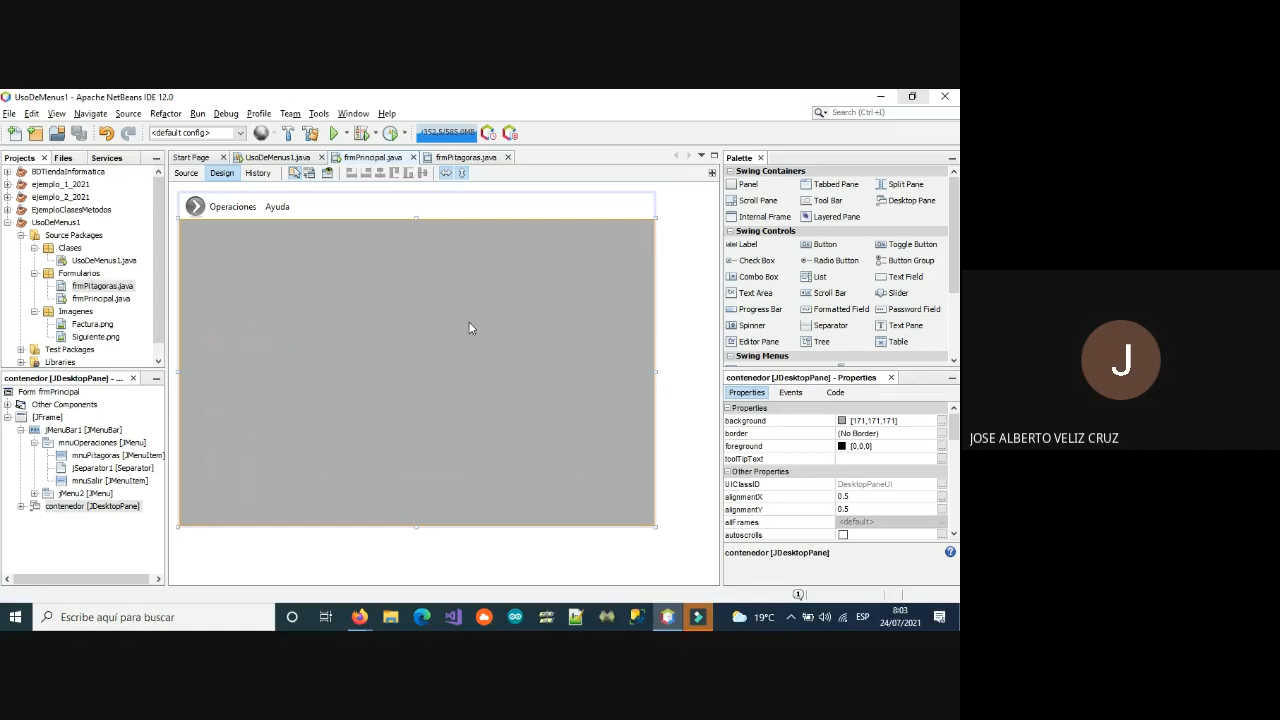 UsoDeMenus1 - Apache NetBeans IDE 12.0
File Edit View Navigate Source Refactor Run Debug Profile Team Tools Window Help
Search (Ctrl+I)
<default config>
352,5/585,0MB
Projects Files Services
Start Page UsoDeMenus1.java frmPrincipal.java frmPitagoras.java
Source Design History
BDTiendaInformatica
ejemplo_1_2021
ejemplo_2_2021
EjemploClasesMetodos
UsoDeMenus1
Source Packages
Clases
UsoDeMenus1.java
Formularios
frmPitagoras.java
frmPrincipal.java
Imagenes
Factura.png
Siguiente.png
Test Packages
Libraries
Operaciones Ayuda
Palette
Swing Containers
Panel Tabbed Pane Split Pane
Scroll Pane Tool Bar Desktop Pane
Internal Frame Layered Pane
Swing Controls
Label Button Toggle Button
Check Box Radio Button Button Group
Combo Box List Text Field
Text Area Scroll Bar Slider
Progress Bar Formatted Field Password Field
Spinner Separator Text Pane
Editor Pane Tree Table
Swing Menus
contenedor [JDesktopPane] - ...
Form frmPrincipal
Other Components
[JFrame]
jMenuBar1 [JMenuBar]
mnuOperaciones [JMenu]
mnuPitagoras [JMenuItem]
jSeparator1 [Separator]
mnuSalir [JMenuItem]
jMenu2 [JMenu]
contenedor [JDesktopPane]
contenedor [JDesktopPane] - Properties
Properties Events Code
Properties
background [171,171,171]
border (No Border)
foreground [0,0,0]
toolTipText
Other Properties
UIClassID DesktopPaneUI
alignmentX 0.5
alignmentY 0.5
allFrames <default>
autoscrolls
contenedor [JDesktopPane]
1
Escribe aquí para buscar
19°C
ESP
8:03
24/07/2021
J
JOSE ALBERTO VELIZ CRUZ